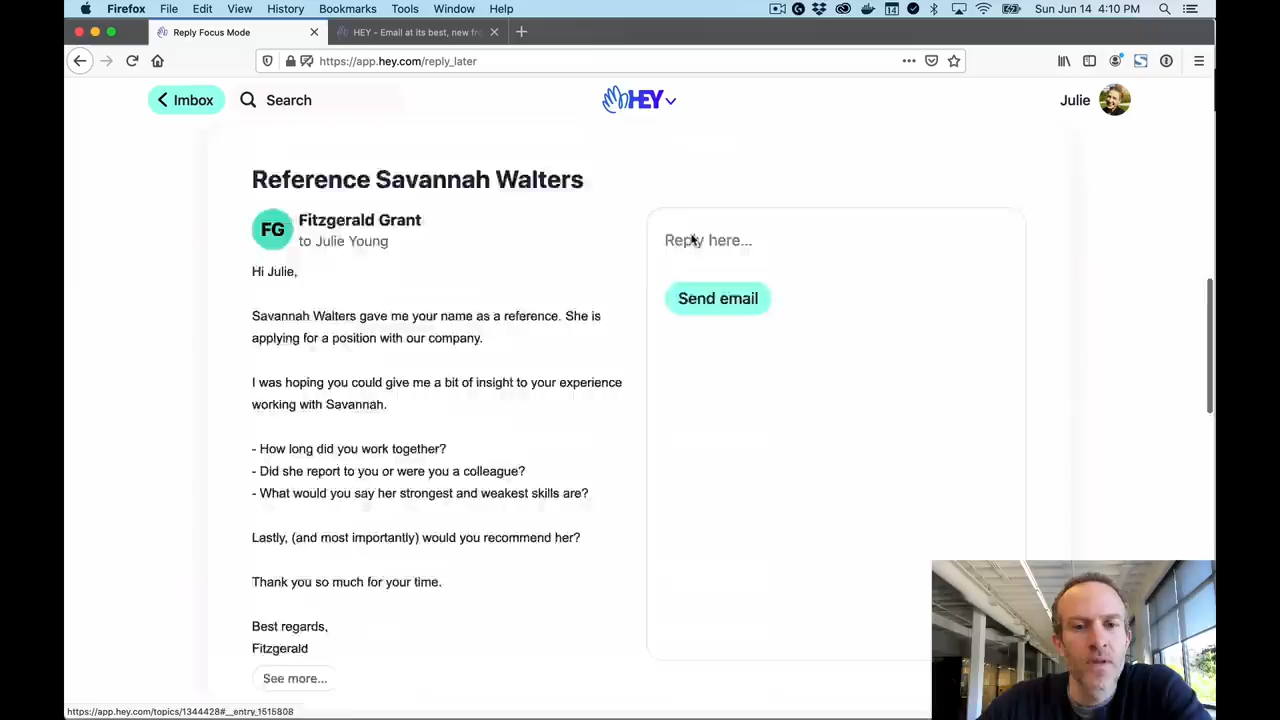 Firefox File Edit View History Bookmarks Tools Window Help
14
Sun Jun 14 4:10 PM
Reply Focus Mode
HEY - Email at its best, new fro
https://app.hey.com/reply_later
Imbox
Search
HEY
Julie
Reference Savannah Walters
FG
Fitzgerald Grant
to Julie Young
Hi Julie,
Savannah Walters gave me your name as a reference. She is
applying for a position with our company.
I was hoping you could give me a bit of insight to your experience
working with Savannah.
- How long did you work together?
- Did she report to you or were you a colleague?
- What would you say her strongest and weakest skills are?
Lastly, (and most importantly) would you recommend her?
Thank you so much for your time.
Best regards,
Fitzgerald
See more...
Reply here...
Send email
https://app.hey.com/topics/1344428#__entry_1515808